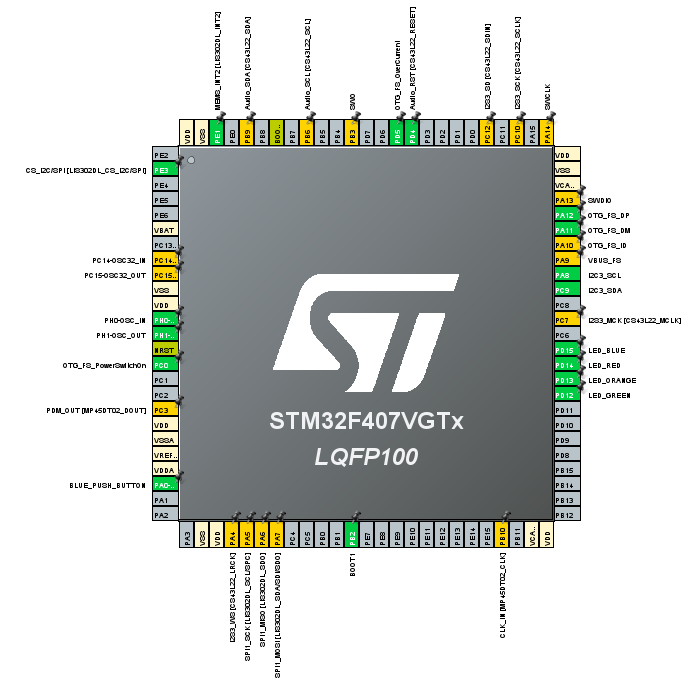 MEMS_INT2 [LIS302DL_INT2]
Audio_SDA [CS43L22_SDA]
Audio_SCL [CS43L22_SCL]
SWO
OTG_FS_OverCurrent
Audio_RST [CS43L22_RESET]
I2S3_SD [CS43L22_SDIN]
I2S3_SCK [CS43L22_SCLK]
SWCLK
VDD
VSS
PE1
PE0
PB9
PB8
BOO..
PB7
PB6
PB5
PB4
PB3
PD7
PD6
PD5
PD4
PD3
PD2
PD1
PD0
PC12
PC11
PC10
PA15
PA14
PE2
CS_I2C/SPI [LIS302DL_CS_I2C/SPI] PE3
PE4
PE5
PE6
VBAT
PC13..
PC14-OSC32_IN PC14..
PC15-OSC32_OUT PC15..
VSS
VDD
PH0-OSC_IN PH0-..
PH1-OSC_OUT PH1-..
NRST
OTG_FS_PowerSwitchOn PC0
PC1
PC2
PDM_OUT [MP45DT02_DOUT] PC3
VDD
VSSA
VREF..
VDDA
BLUE_PUSH_BUTTON PA0-..
PA1
PA2
ST
STM32F407VGTx
LQFP100
VDD
VSS
VCA..
PA13 SWDIO
PA12 OTG_FS_DP
PA11 OTG_FS_DM
PA10 OTG_FS_ID
PA9 VBUS_FS
PA8 I2C3_SCL
PC9 I2C3_SDA
PC8
PC7 I2S3_MCK [CS43L22_MCLK]
PC6
PD15 LED_BLUE
PD14 LED_RED
PD13 LED_ORANGE
PD12 LED_GREEN
PD11
PD10
PD9
PD8
PB15
PB14
PB13
PB12
PA3
VSS
VDD
PA4
PA5
PA6
PA7
PC4
PC5
PB0
PB1
PB2
PE7
PE8
PE9
PE10
PE11
PE12
PE13
PE14
PE15
PB10
PB11
VCA..
VDD
I2S3_WS [CS43L22_LRCK]
SPI1_SCK [LIS302DL_SCL/SPC]
SPI1_MISO [LIS302DL_SDO]
SPI1_MOSI [LIS302DL_SDA/SDI/SDO]
BOOT1
CLK_IN [MP45DT02_CLK]